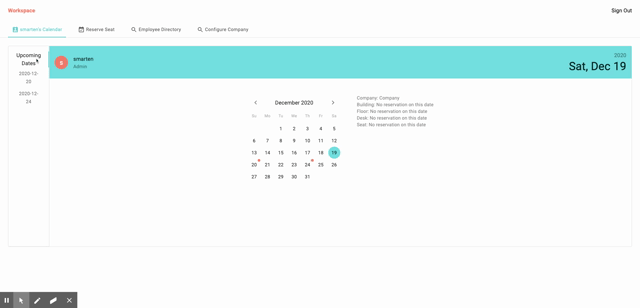 Workspace
Sign Out
smarten's Calendar
Reserve Seat
Employee Directory
Configure Company
Upcoming
Dates
2020-12-
20
2020-12-
24
S
smarten
Admin
2020
Sat, Dec 19
December 2020
Su Mo Tu We Th Fr Sa
1 2 3 4 5
6 7 8 9 10 11 12
13 14 15 16 17 18 19
20 21 22 23 24 25 26
27 28 29 30 31
Company: Company
Building: No reservation on this date
Floor: No reservation on this date
Desk: No reservation on this date
Seat: No reservation on this date